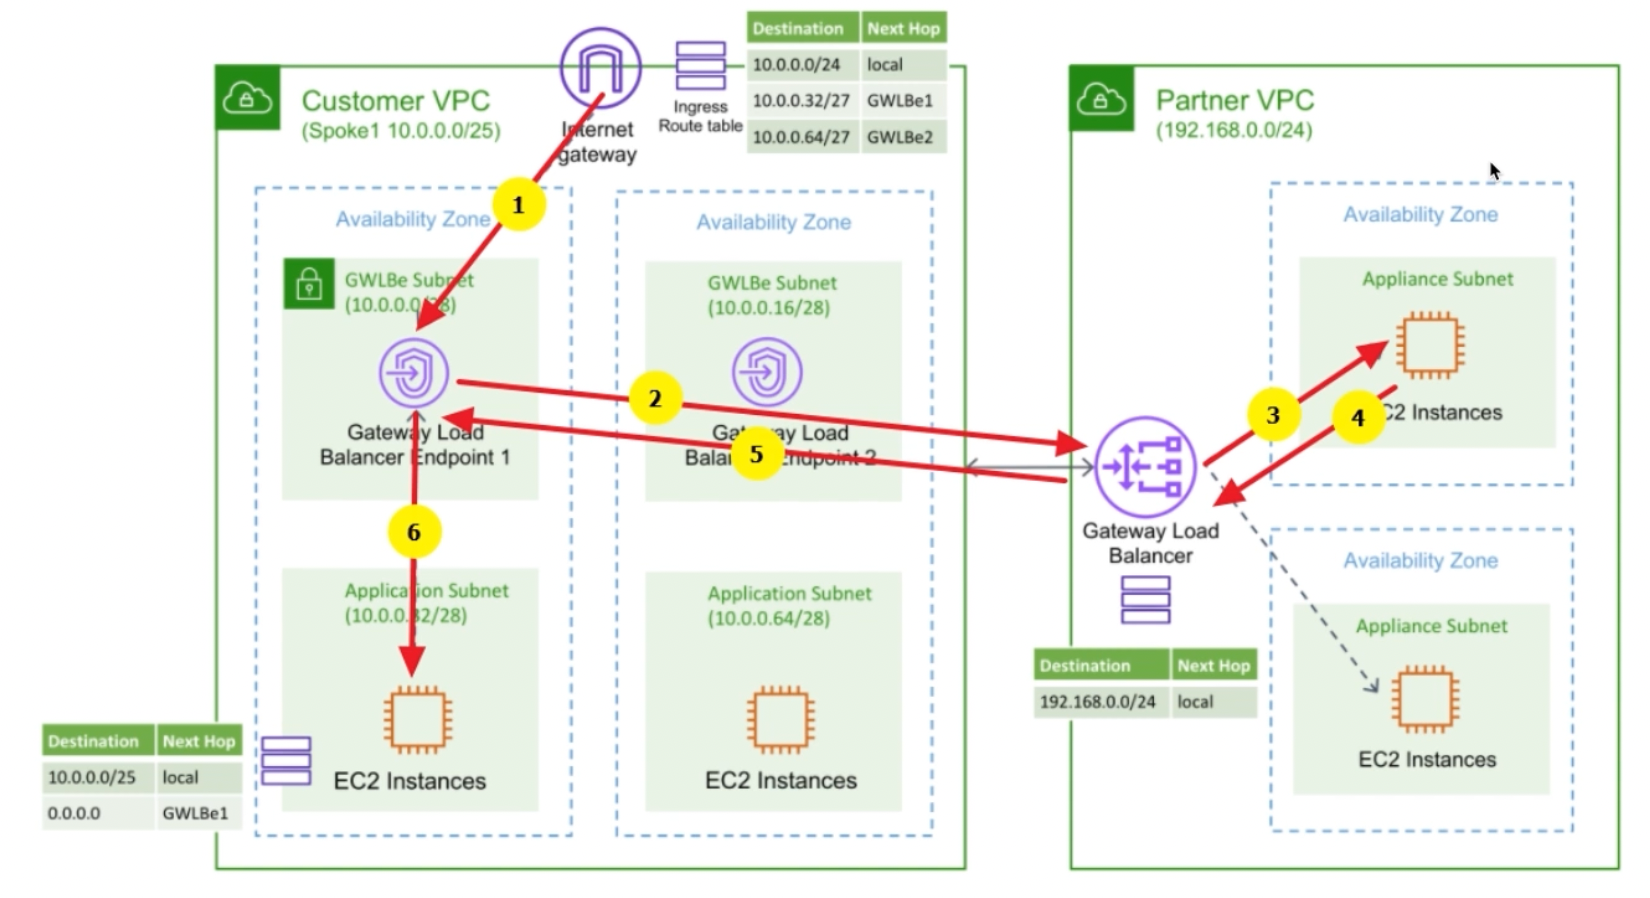 Destination Next Hop
10.0.0.0/24 local
10.0.0.32/27 GWLBe1
10.0.0.64/27 GWLBe2
Ingress
Route table
Internet
gateway
Customer VPC
(Spoke1 10.0.0.0/25)
1
Availability Zone
GWLBe Subnet
(10.0.0.0/28)
Gateway Load
Balancer Endpoint 1
6
Application Subnet
(10.0.0.32/28)
EC2 Instances
Destination Next Hop
10.0.0.0/25 local
0.0.0.0 GWLBe1
Availability Zone
GWLBe Subnet
(10.0.0.16/28)
2
Gateway Load
Balancer Endpoint 2
5
Application Subnet
(10.0.0.64/28)
EC2 Instances
Partner VPC
(192.168.0.0/24)
Availability Zone
Appliance Subnet
3
4
EC2 Instances
Gateway Load
Balancer
Destination Next Hop
192.168.0.0/24 local
Availability Zone
Appliance Subnet
EC2 Instances